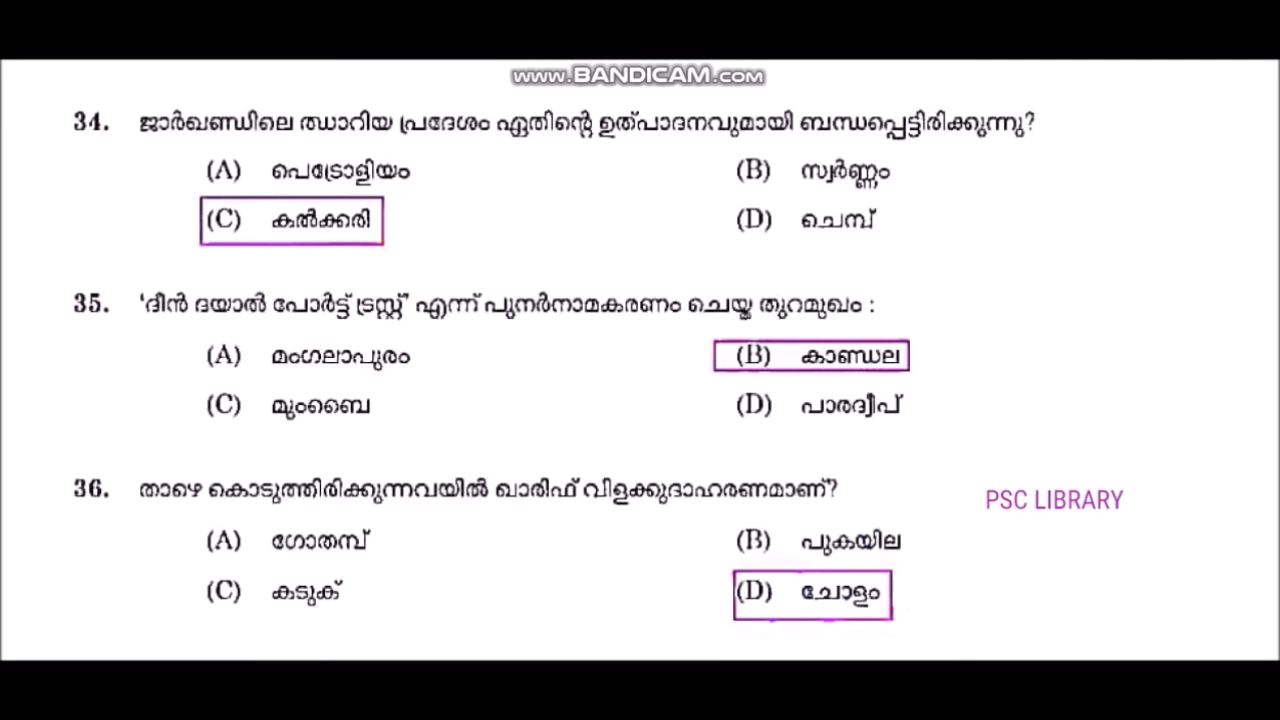 www.BANDICAM.com
34. ജാർഖണ്ഡിലെ ഝാറിയ പ്രദേശം ഏതിന്റെ ഉത്പാദനവുമായി ബന്ധപ്പെട്ടിരിക്കുന്നു?
(A) പെട്രോളിയം (B) സ്വർണ്ണം
(C) കൽക്കരി (D) ചെമ്പ്
35. 'ദീൻ ദയാൽ പോർട്ട് ട്രസ്റ്റ്' എന്ന് പുനർനാമകരണം ചെയ്ത തുറമുഖം :
(A) മംഗലാപുരം (B) കാണ്ഡല
(C) മുംബൈ (D) പാരദ്വീപ്
36. താഴെ കൊടുത്തിരിക്കുന്നവയിൽ ഖാരിഫ് വിളക്കുദാഹരണമാണ്?
PSC LIBRARY
(A) ഗോതമ്പ് (B) പുകയില
(C) കടുക് (D) ചോളം